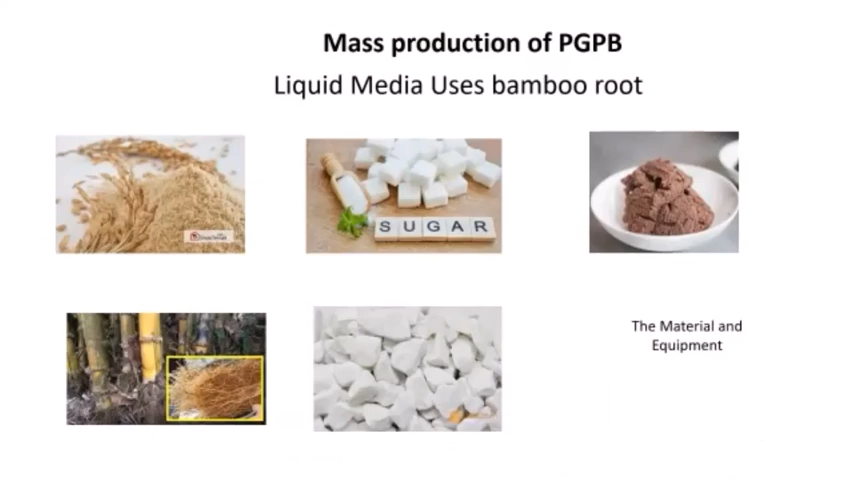 Mass production of PGPB
Liquid Media Uses bamboo root
SUGAR
The Material and
Equipment